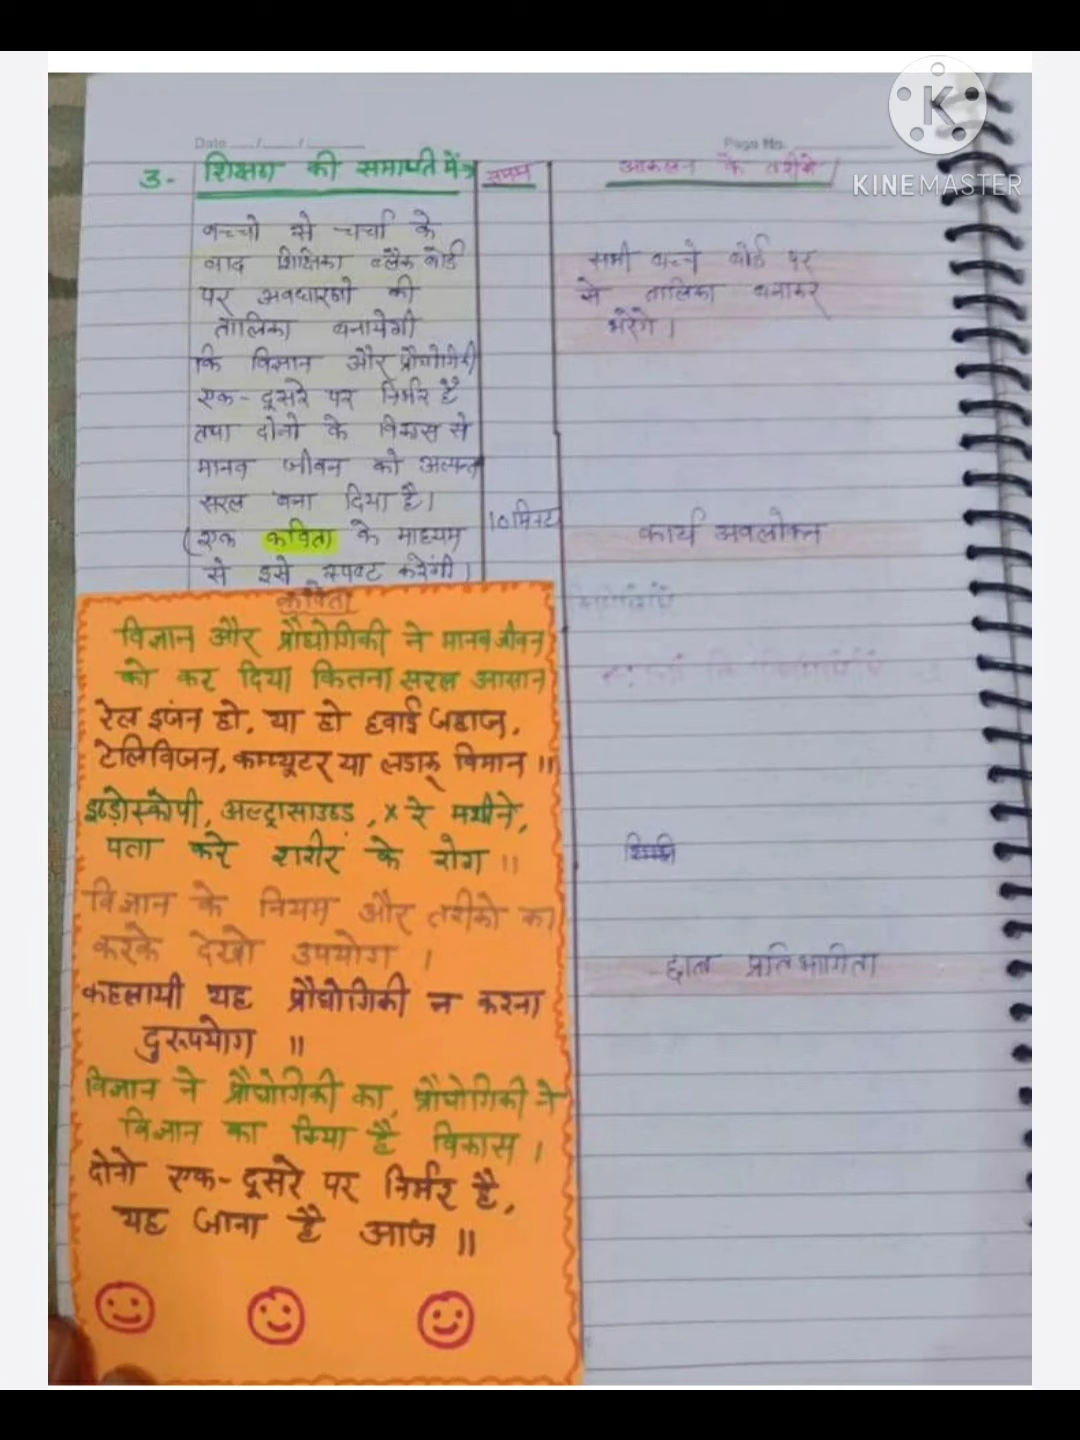 KINEMASTER
Date
Page No.
3- शिक्षण की समाप्ती में
समय
आकलन के तरीके
बच्चो से चर्चा के
बाद शिक्षिका ब्लैक बोर्ड
पर अवधारणो की
तालिका बनायेगी
कि विज्ञान और प्रौघोगिकी
एक-दूसरे पर निर्भर है
तथा दोनो के विकास से
मानव जीवन को अत्यन्त
सरल बना दिया है।
(एक कविता के माध्यम
से इसे स्पष्ट करेंगी।
10 मिनट
सभी बच्चे बोर्ड पर
से तालिका बनाकर
भरेंगे।
कार्य अवलोकन
छात्र प्रतिभागिता
कविता
विज्ञान और प्रौघोगिकी ने मानव जीवन
को कर दिया कितना सरल आसान
रेल इंजन हो, या हो हवाई जहाज,
टेलिविजन, कम्प्यूटर या लडाकू विमान ॥
इण्डोस्कोपी, अल्ट्रासाउण्ड, x रे मशीने,
पता करे शरीर के रोग ॥
विज्ञान के नियम और तरीको का
करके देखो उपयोग ।
कहलायी यह प्रौघोगिकी न करना
दुरूपयोग ॥
विज्ञान ने प्रौघोगिकी का, प्रौघोगिकी ने
विज्ञान का किया है विकास ।
दोनो एक-दूसरे पर निर्भर है,
यह जाना है आज ॥